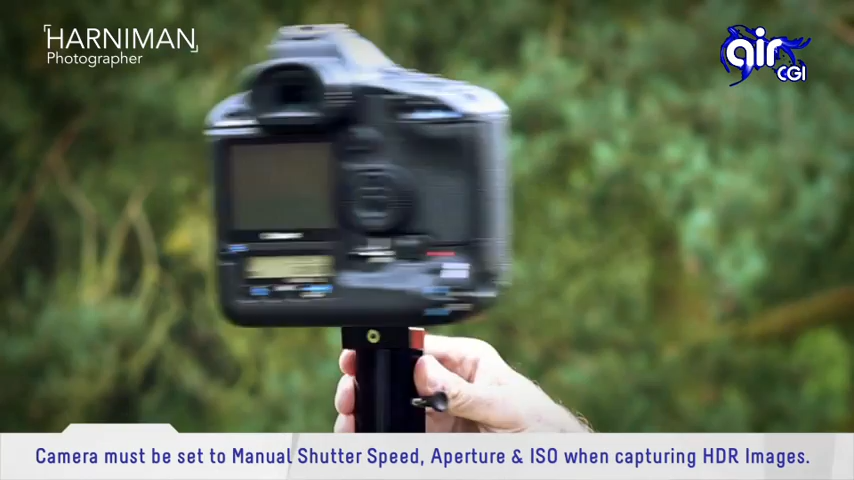 HARNIMAN
Photographer
air
CGI
Camera must be set to Manual Shutter Speed, Aperture & ISO when capturing HDR Images.